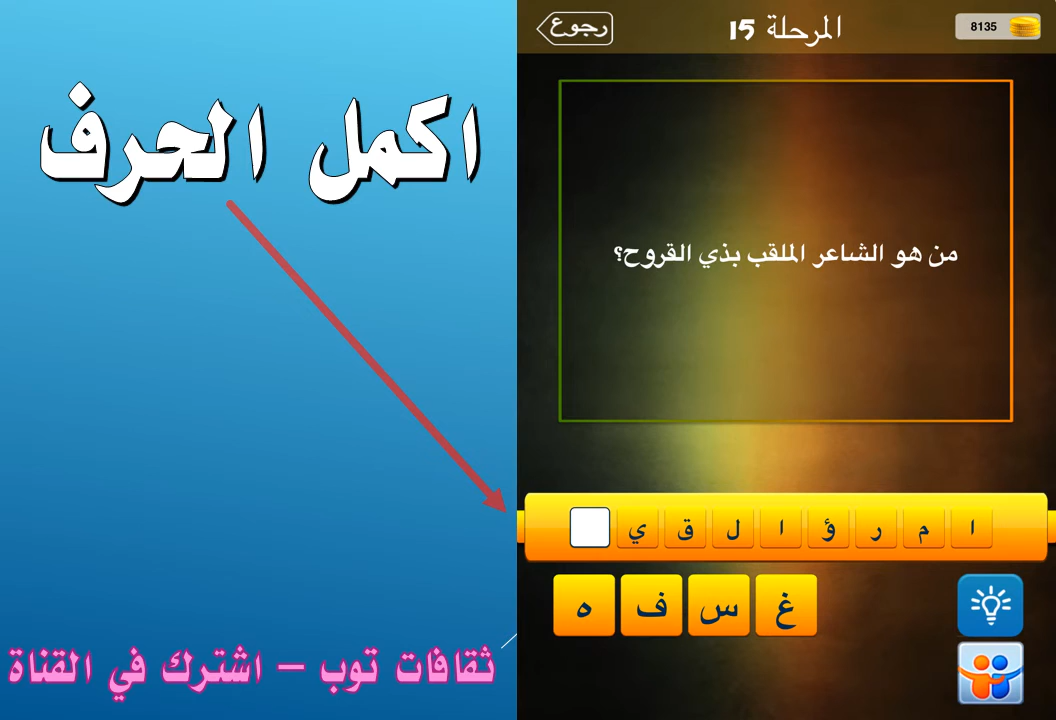 اكمل الحرف
ثقافات توب – اشترك في القناة
رجوع
المرحلة 15
8135
من هو الشاعر الملقب بذي القروح؟
ا م ر ؤ ا ل ق ي
غ س ف ه